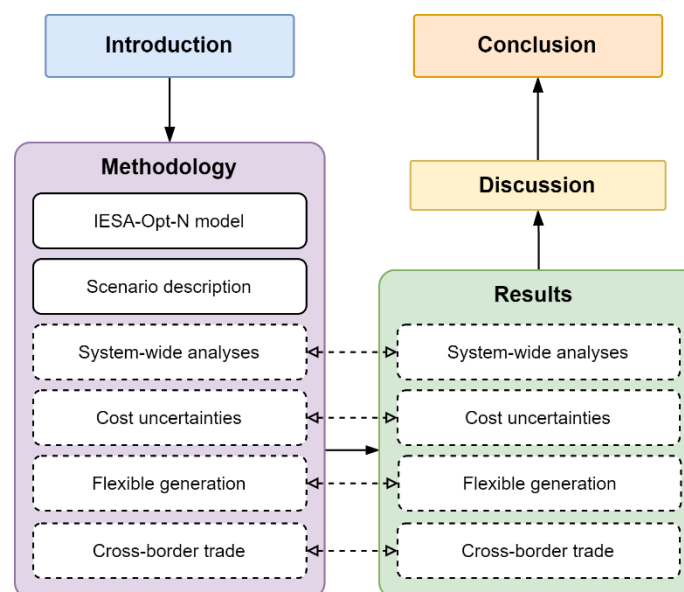 Introduction
Methodology
IESA-Opt-N model
Scenario description
System-wide analyses
Cost uncertainties
Flexible generation
Cross-border trade
Results
System-wide analyses
Cost uncertainties
Flexible generation
Cross-border trade
Discussion
Conclusion